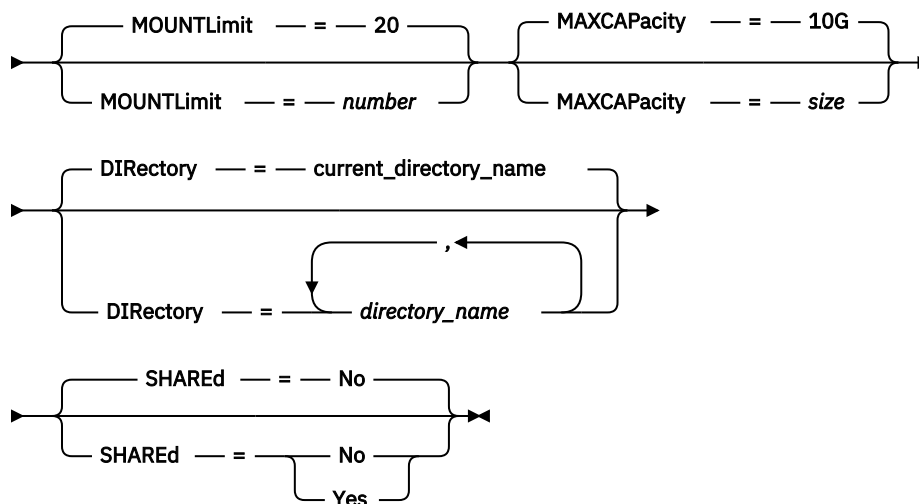 MOUNTLimit = 20
MAXCAPacity = 10G
MOUNTLimit = number
MAXCAPacity = size
DIRectory = current_directory_name
,
DIRectory = directory_name
SHAREd = No
SHAREd = No
Yes